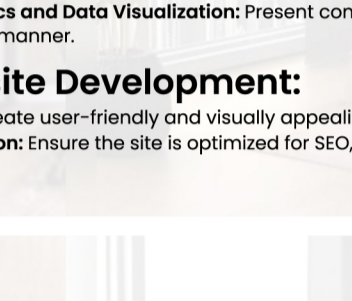 cs and Data Visualization: Present con
manner.
ite Development:
eate user-friendly and visually appeali
on: Ensure the site is optimized for SEO,